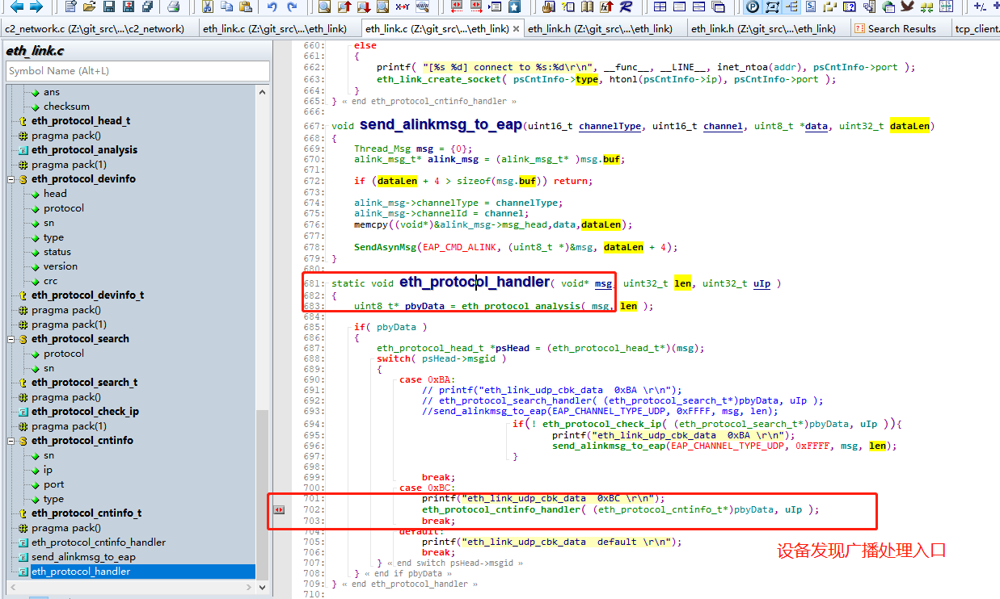 c2_network.c (Z:\git_src\...\c2_network)
eth_link.c (Z:\git_src\...\eth_link)
eth_link.c (Z:\git_src\...\eth_link) ×
eth_link.h (Z:\git_src\...\eth_link)
eth_link.h (Z:\git_src\...\eth_link)
Search Results
tcp_client.
eth_link.c
Symbol Name (Alt+L)
ans
checksum
eth_protocol_head_t
pragma pack()
eth_protocol_analysis
pragma pack(1)
eth_protocol_devinfo
head
protocol
sn
type
status
version
crc
eth_protocol_devinfo_t
pragma pack()
pragma pack(1)
eth_protocol_search
protocol
sn
eth_protocol_search_t
pragma pack()
eth_protocol_check_ip
pragma pack(1)
eth_protocol_cntinfo
sn
ip
port
type
eth_protocol_cntinfo_t
pragma pack()
eth_protocol_cntinfo_handler
send_alinkmsg_to_eap
eth_protocol_handler
660: else
661: {
662: printf( "[%s %d] connect to %s:%d\r\n", __func__, __LINE__, inet_ntoa(addr), psCntInfo->port );
663: eth_link_create_socket( psCntInfo->type, htonl(psCntInfo->ip), psCntInfo->port );
664: }
665: } « end eth_protocol_cntinfo_handler »
666:
667: void send_alinkmsg_to_eap(uint16_t channelType, uint16_t channel, uint8_t *data, uint32_t dataLen)
668: {
669: Thread_Msg msg = {0};
670: alink_msg_t* alink_msg = (alink_msg_t* )msg.buf;
671:
672: if (dataLen + 4 > sizeof(msg.buf)) return;
673:
674: alink_msg->channelType = channelType;
675: alink_msg->channelId = channel;
676: memcpy((void*)&alink_msg->msg_head,data,dataLen);
677:
678: SendAsynMsg(EAP_CMD_ALINK, (uint8_t *)&msg, dataLen + 4);
679: }
680:
681: static void eth_protocol_handler( void* msg, uint32_t len, uint32_t uIp )
682: {
683: uint8_t* pbyData = eth_protocol_analysis( msg, len );
684:
685: if( pbyData )
686: {
687: eth_protocol_head_t *psHead = (eth_protocol_head_t*)(msg);
688: switch( psHead->msgid )
689: {
690: case 0xBA:
691: // printf("eth_link_udp_cbk_data  0xBA \r\n");
692: // eth_protocol_search_handler( (eth_protocol_search_t*)pbyData, uIp );
693: //send_alinkmsg_to_eap(EAP_CHANNEL_TYPE_UDP, 0xFFFF, msg, len);
694: if(! eth_protocol_check_ip( (eth_protocol_search_t*)pbyData, uIp )){
695: printf("eth_link_udp_cbk_data  0xBA \r\n");
696: send_alinkmsg_to_eap(EAP_CHANNEL_TYPE_UDP, 0xFFFF, msg, len);
697: }
698:
699: break;
700: case 0xBC:
701: printf("eth_link_udp_cbk_data  0xBC \r\n");
702: eth_protocol_cntinfo_handler( (eth_protocol_cntinfo_t*)pbyData, uIp );
703: break;
704: default:
705: printf("eth_link_udp_cbk_data  default \r\n");
706: break;
707: } « end switch psHead->msgid »
708: } « end if pbyData »
709: } « end eth_protocol_handler »
710:
设备发现广播处理入口